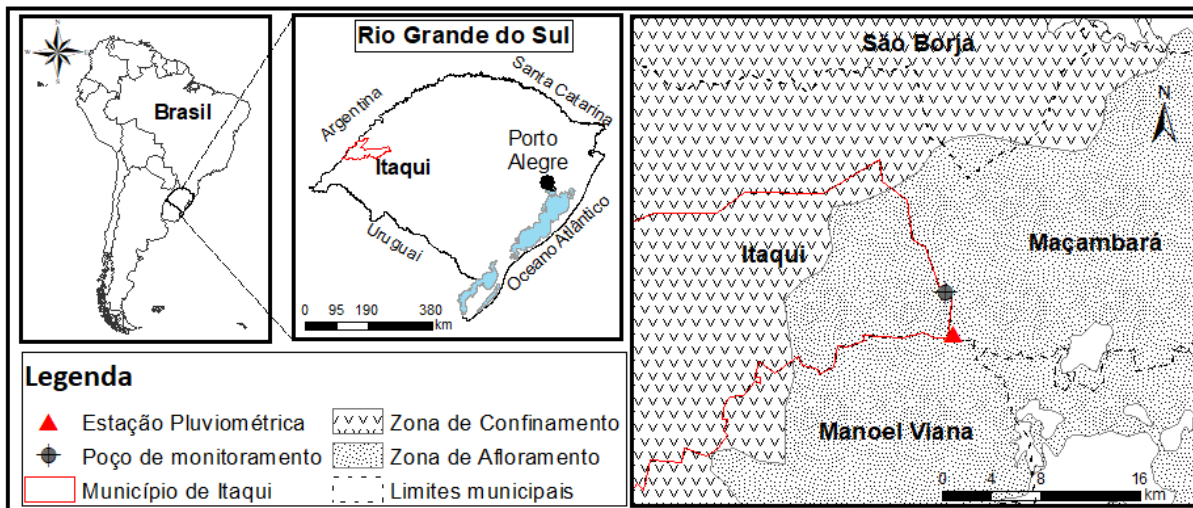 N
W
E
S
Brasil
Rio Grande do Sul
Santa Catarina
Argentina
Porto
Alegre
Itaqui
Uruguai
Oceano Atlântico
0 95 190 380
km
São Borja
N
Itaqui
Maçambará
Manoel Viana
0 4 8 16
km
Legenda
Estação Pluviométrica
Zona de Confinamento
Poço de monitoramento
Zona de Afloramento
Município de Itaqui
Limites municipais